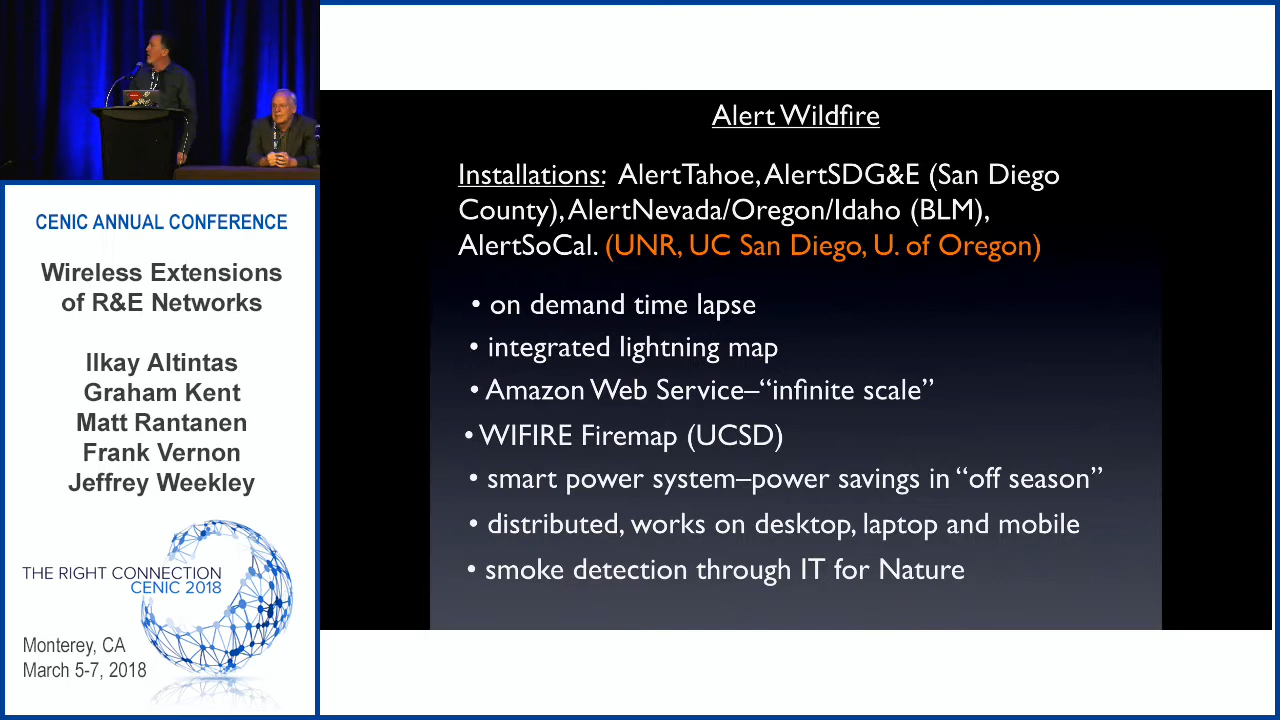 CENIC ANNUAL CONFERENCE
Wireless Extensions
of R&E Networks
Ilkay Altintas
Graham Kent
Matt Rantanen
Frank Vernon
Jeffrey Weekley
THE RIGHT CONNECTION
CENIC 2018
Monterey, CA
March 5-7, 2018
Alert Wildfire
Installations: AlertTahoe, AlertSDG&E (San Diego
County), AlertNevada/Oregon/Idaho (BLM),
AlertSoCal. (UNR, UC San Diego, U. of Oregon)
• on demand time lapse
• integrated lightning map
• Amazon Web Service–“infinite scale”
• WIFIRE Firemap (UCSD)
• smart power system–power savings in “off season”
• distributed, works on desktop, laptop and mobile
• smoke detection through IT for Nature